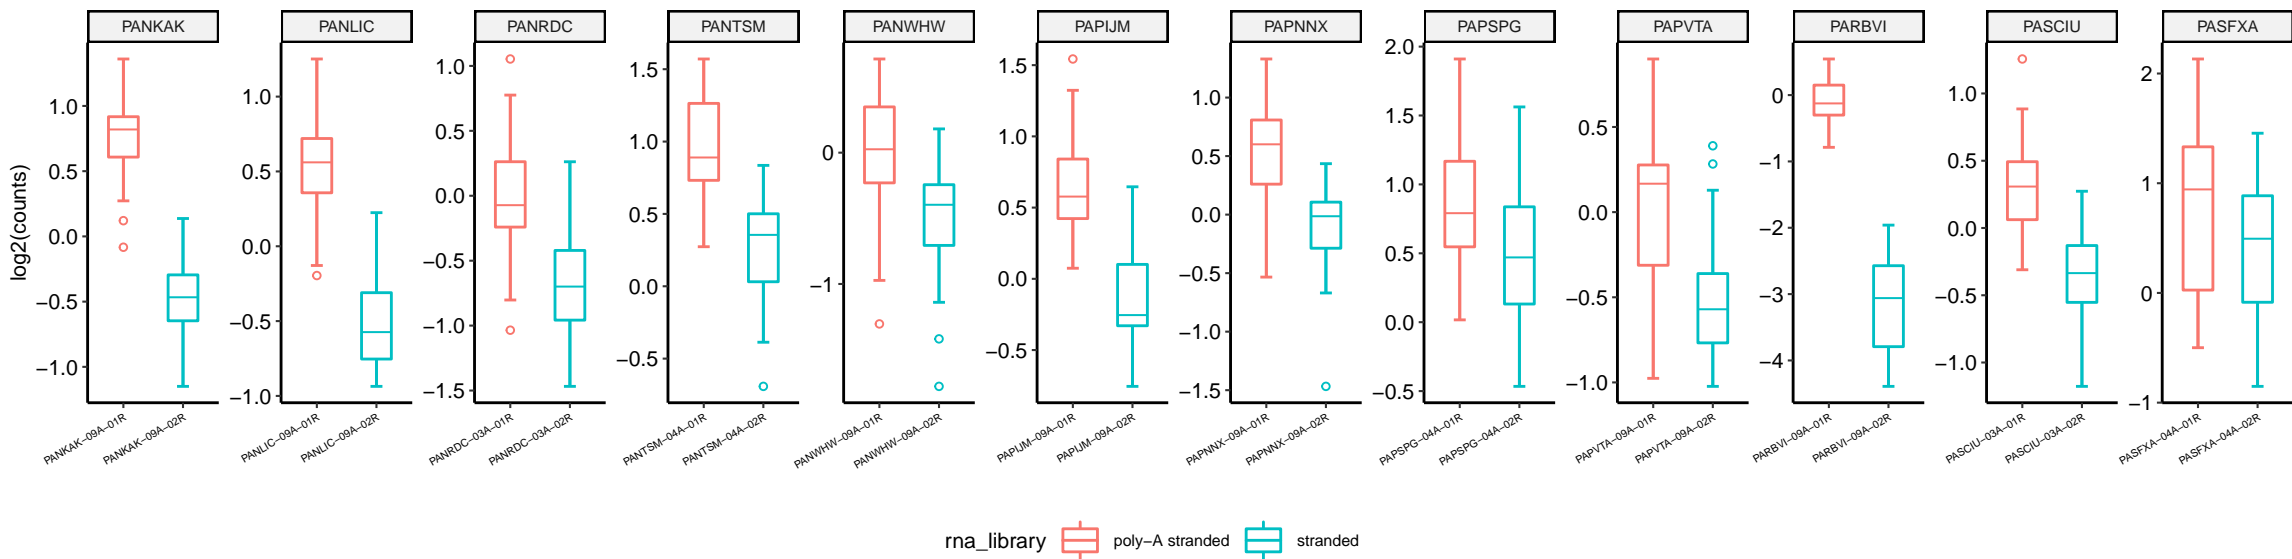 PANKAK PANLIC PANRDC PANTSM PANWHW PAPIJM PAPNNX PAPSPG PAPVTA PARBVI PASCIU PASFXA
log2(counts)
1.0
0.5
0.0
−0.5
−1.0
1.0
0.5
0.0
−0.5
−1.0
1.0
0.5
0.0
−0.5
−1.0
−1.5
1.5
1.0
0.5
0.0
−0.5
0
−1
1.5
1.0
0.5
0.0
−0.5
1.0
0.5
0.0
−0.5
−1.0
−1.5
2.0
1.5
1.0
0.5
0.0
−0.5
0.5
0.0
−0.5
−1.0
0
−1
−2
−3
−4
1.0
0.5
0.0
−0.5
−1.0
2
1
0
−1
PANKAK−09A−01R
PANKAK−09A−02R
PANLIC−09A−01R
PANLIC−09A−02R
PANRDC−03A−01R
PANRDC−03A−02R
PANTSM−04A−01R
PANTSM−04A−02R
PANWHW−09A−01R
PANWHW−09A−02R
PAPIJM−09A−01R
PAPIJM−09A−02R
PAPNNX−09A−01R
PAPNNX−09A−02R
PAPSPG−04A−01R
PAPSPG−04A−02R
PAPVTA−09A−01R
PAPVTA−09A−02R
PARBVI−09A−01R
PARBVI−09A−02R
PASCIU−03A−01R
PASCIU−03A−02R
PASFXA−04A−01R
PASFXA−04A−02R
rna_library poly−A stranded stranded